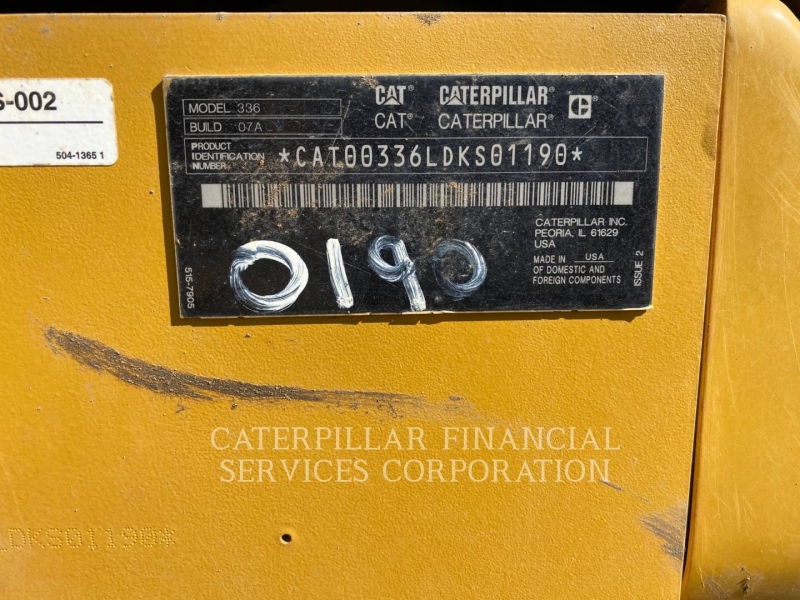 S-002
504-1365 1
MODEL 336
BUILD 07A
CAT CATERPILLAR C
CAT® CATERPILLAR®
PRODUCT
IDENTIFICATION
NUMBER
*CAT00336LDKS01190*
CATERPILLAR INC.
PEORIA, IL 61629
USA
MADE IN USA
OF DOMESTIC AND
FOREIGN COMPONENTS
ISSUE 2
515-7905
0190
CATERPILLAR FINANCIAL
SERVICES CORPORATION
LDKS01190*